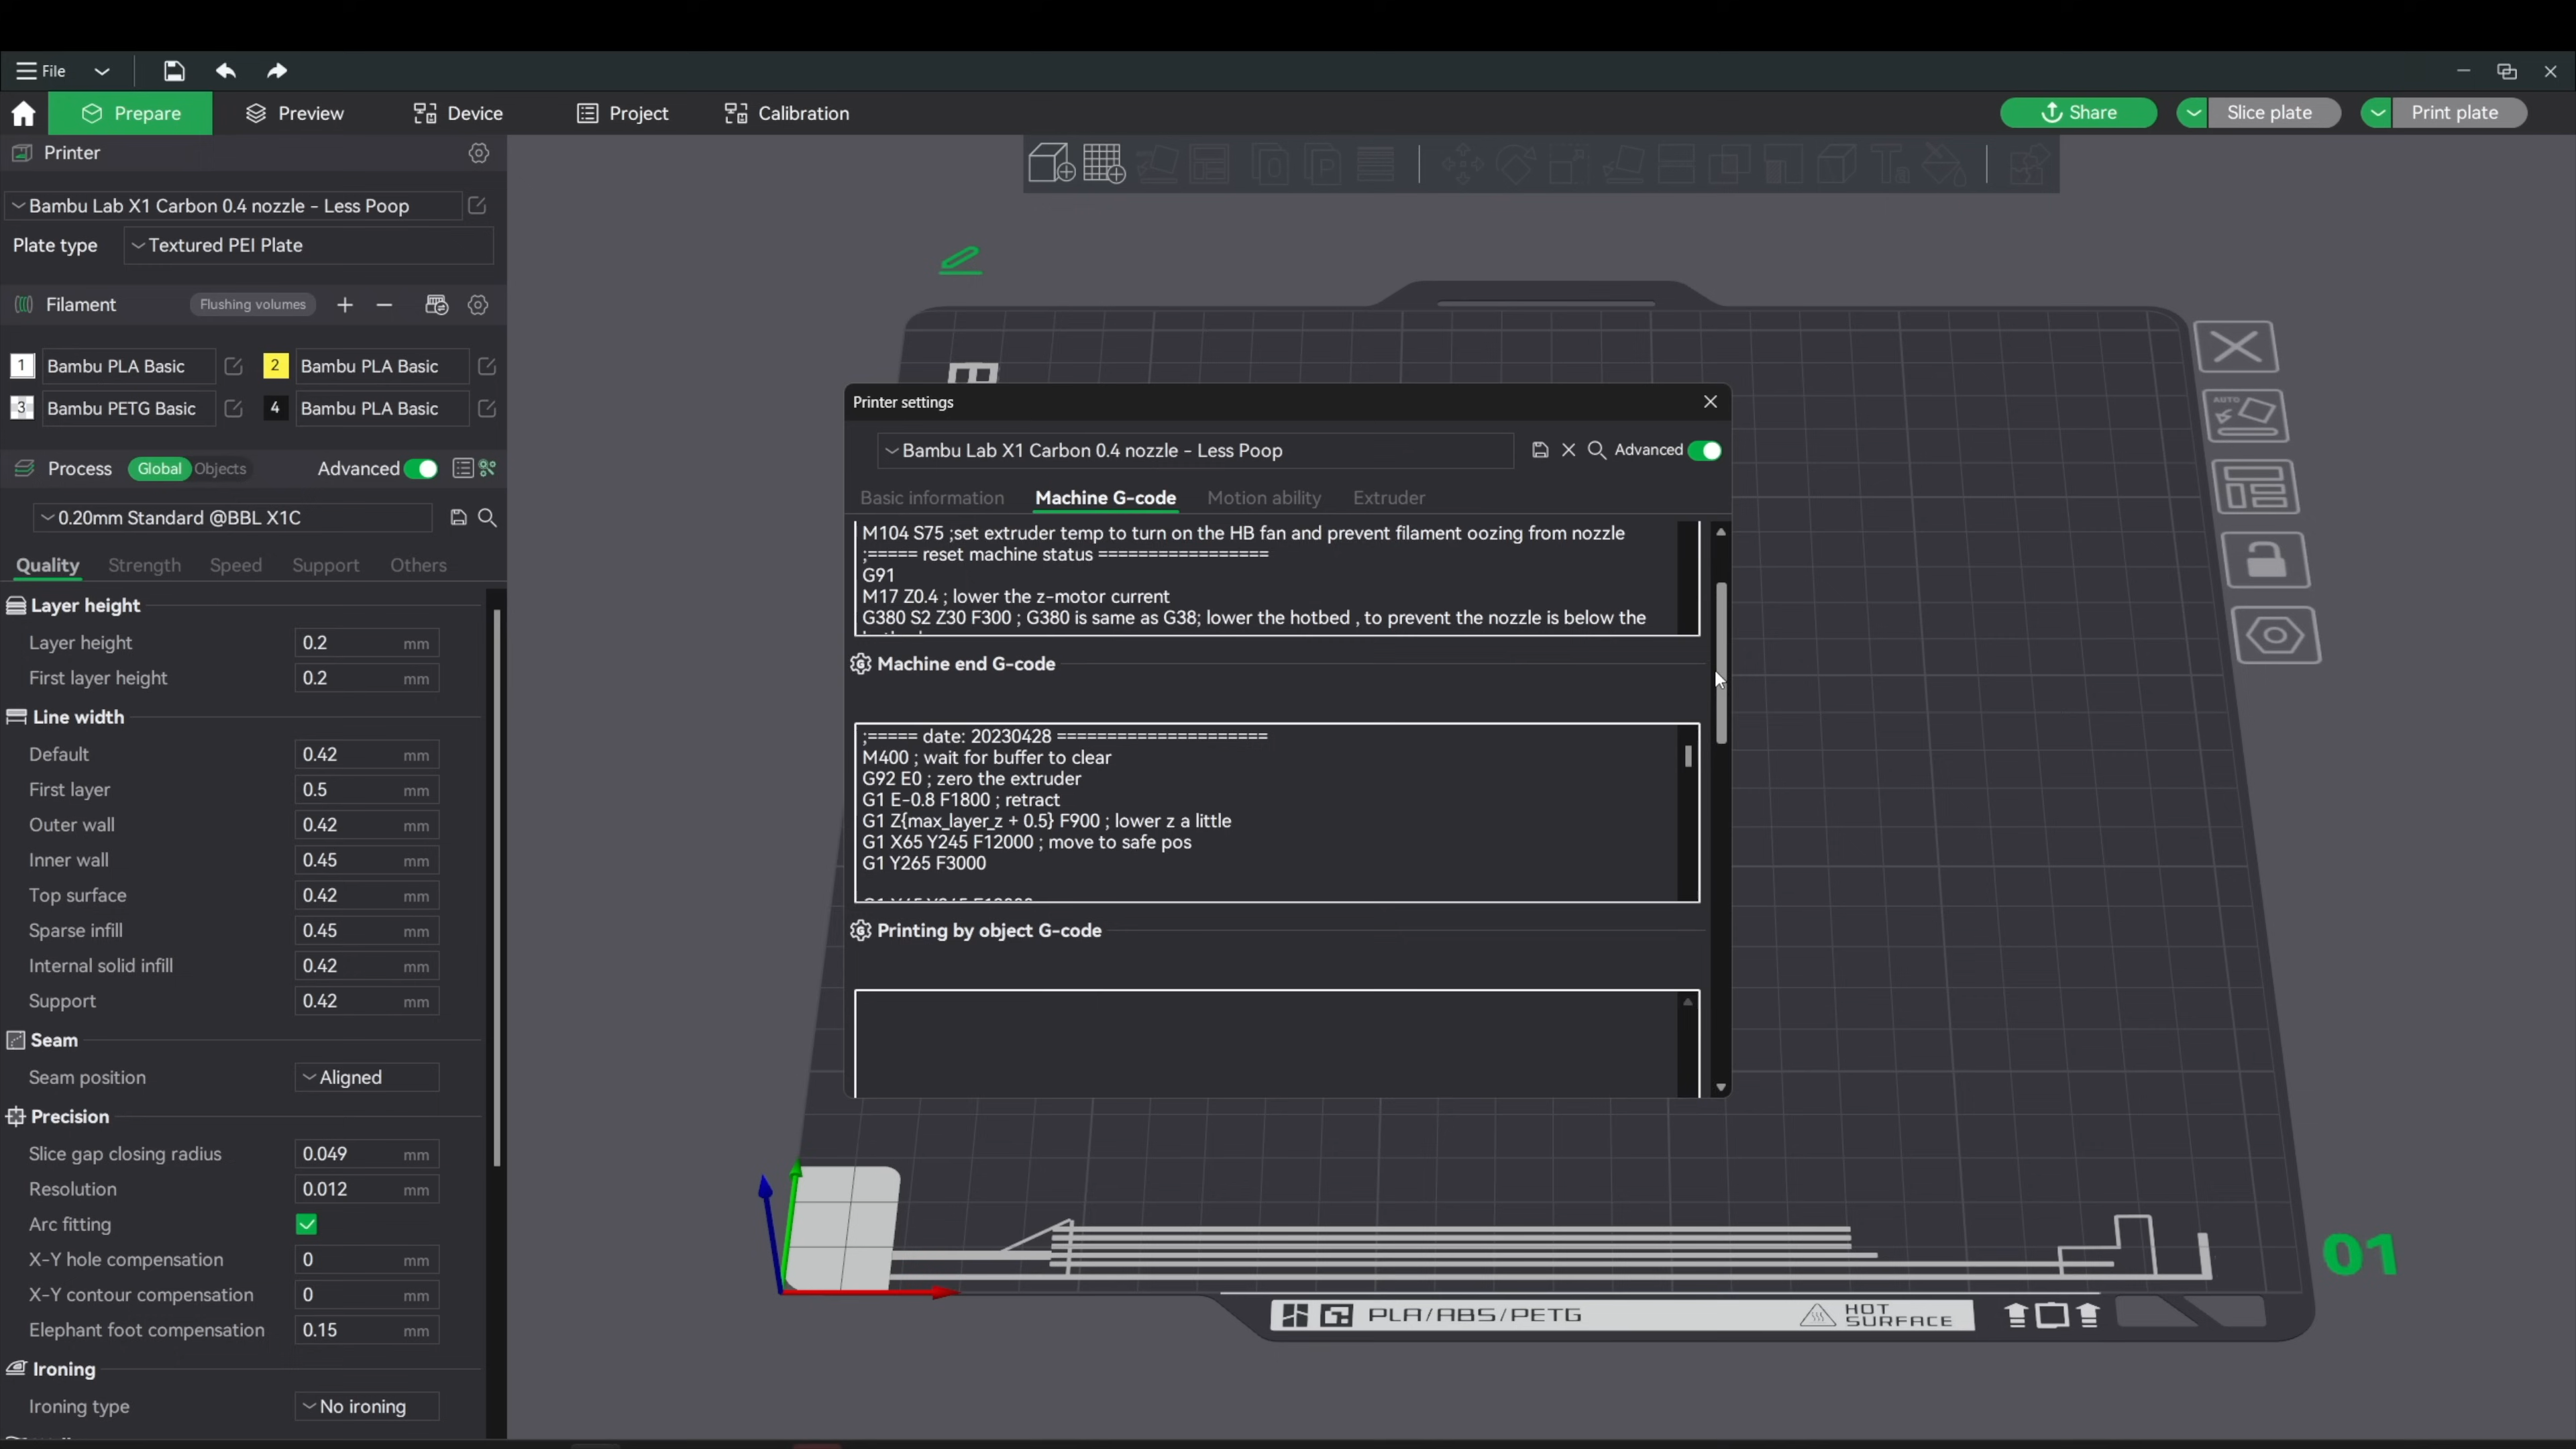 File
Prepare
Preview
Device
Project
Calibration
Share
Slice plate
Print plate
Printer
Bambu Lab X1 Carbon 0.4 nozzle - Less Poop
Plate type
Textured PEI Plate
Filament
Flushing volumes
1 Bambu PLA Basic
2 Bambu PLA Basic
3 Bambu PETG Basic
4 Bambu PLA Basic
Process
Global
Objects
Advanced
0.20mm Standard @BBL X1C
Quality
Strength
Speed
Support
Others
Layer height
Layer height 0.2 mm
First layer height 0.2 mm
Line width
Default 0.42 mm
First layer 0.5 mm
Outer wall 0.42 mm
Inner wall 0.45 mm
Top surface 0.42 mm
Sparse infill 0.45 mm
Internal solid infill 0.42 mm
Support 0.42 mm
Seam
Seam position Aligned
Precision
Slice gap closing radius 0.049 mm
Resolution 0.012 mm
Arc fitting
X-Y hole compensation 0 mm
X-Y contour compensation 0 mm
Elephant foot compensation 0.15 mm
Ironing
Ironing type No ironing
Printer settings
Bambu Lab X1 Carbon 0.4 nozzle - Less Poop
Advanced
Basic information
Machine G-code
Motion ability
Extruder
M104 S75 ;set extruder temp to turn on the HB fan and prevent filament oozing from nozzle
;===== reset machine status =================
G91
M17 Z0.4 ; lower the z-motor current
G380 S2 Z30 F300 ; G380 is same as G38; lower the hotbed , to prevent the nozzle is below the
Machine end G-code
;===== date: 20230428 =====================
M400 ; wait for buffer to clear
G92 E0 ; zero the extruder
G1 E-0.8 F1800 ; retract
G1 Z{max_layer_z + 0.5} F900 ; lower z a little
G1 X65 Y245 F12000 ; move to safe pos
G1 Y265 F3000
Printing by object G-code
AUTO
01
PLA/ABS/PETG
HOT
SURFACE